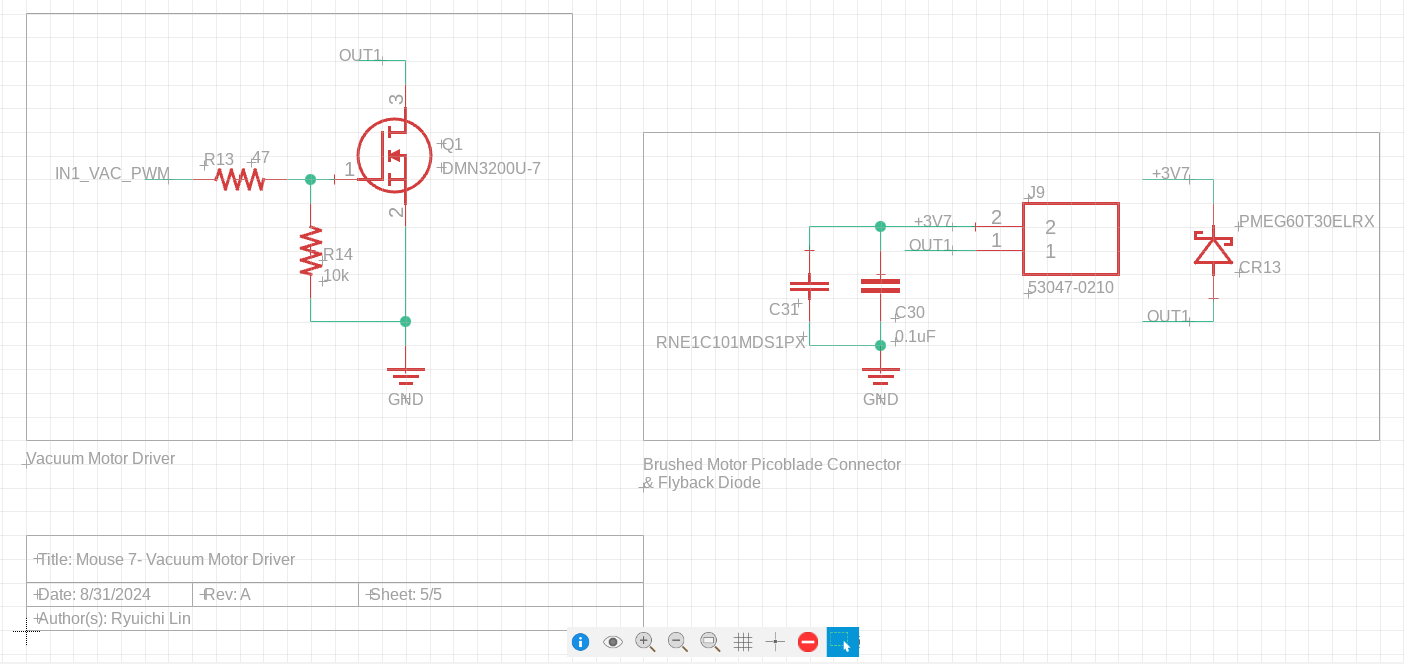 OUT1
3
Q1
DMN3200U-7
R13 47
IN1_VAC_PWM
1
2
R14
10k
GND
Vacuum Motor Driver
J9
+3V7 2
OUT1 1
2
1
53047-0210
C31
RNE1C101MDS1PX
C30
0.1uF
GND
+3V7
PMEG60T30ELRX
CR13
OUT1
Brushed Motor Picoblade Connector
& Flyback Diode
Title: Mouse 7- Vacuum Motor Driver
Date: 8/31/2024 Rev: A Sheet: 5/5
Author(s): Ryuichi Lin